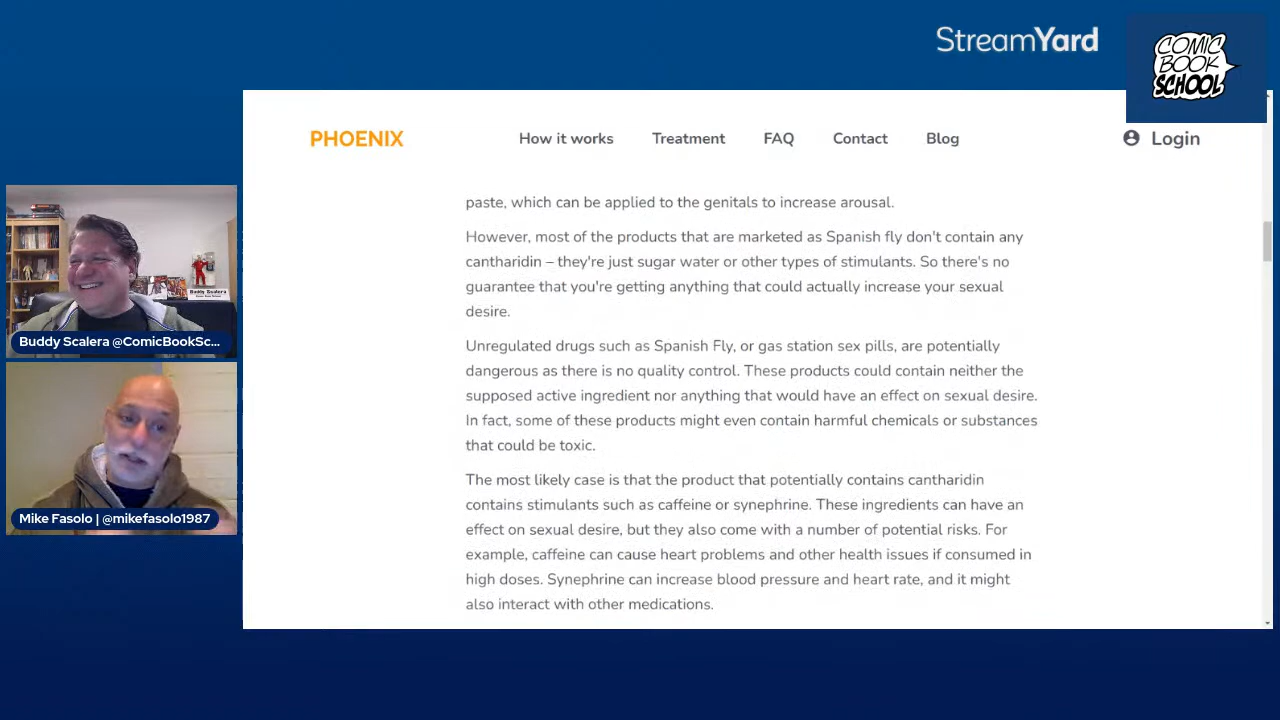 StreamYard
COMIC
BOOK
SCHOOL
PHOENIX
How it works
Treatment
FAQ
Contact
Blog
Login
paste, which can be applied to the genitals to increase arousal.
However, most of the products that are marketed as Spanish fly don't contain any
cantharidin – they're just sugar water or other types of stimulants. So there's no
guarantee that you're getting anything that could actually increase your sexual
desire.
Unregulated drugs such as Spanish Fly, or gas station sex pills, are potentially
dangerous as there is no quality control. These products could contain neither the
supposed active ingredient nor anything that would have an effect on sexual desire.
In fact, some of these products might even contain harmful chemicals or substances
that could be toxic.
The most likely case is that the product that potentially contains cantharidin
contains stimulants such as caffeine or synephrine. These ingredients can have an
effect on sexual desire, but they also come with a number of potential risks. For
example, caffeine can cause heart problems and other health issues if consumed in
high doses. Synephrine can increase blood pressure and heart rate, and it might
also interact with other medications.
Buddy Scalera
Buddy Scalera @ComicBookSc...
Mike Fasolo | @mikefasolo1987